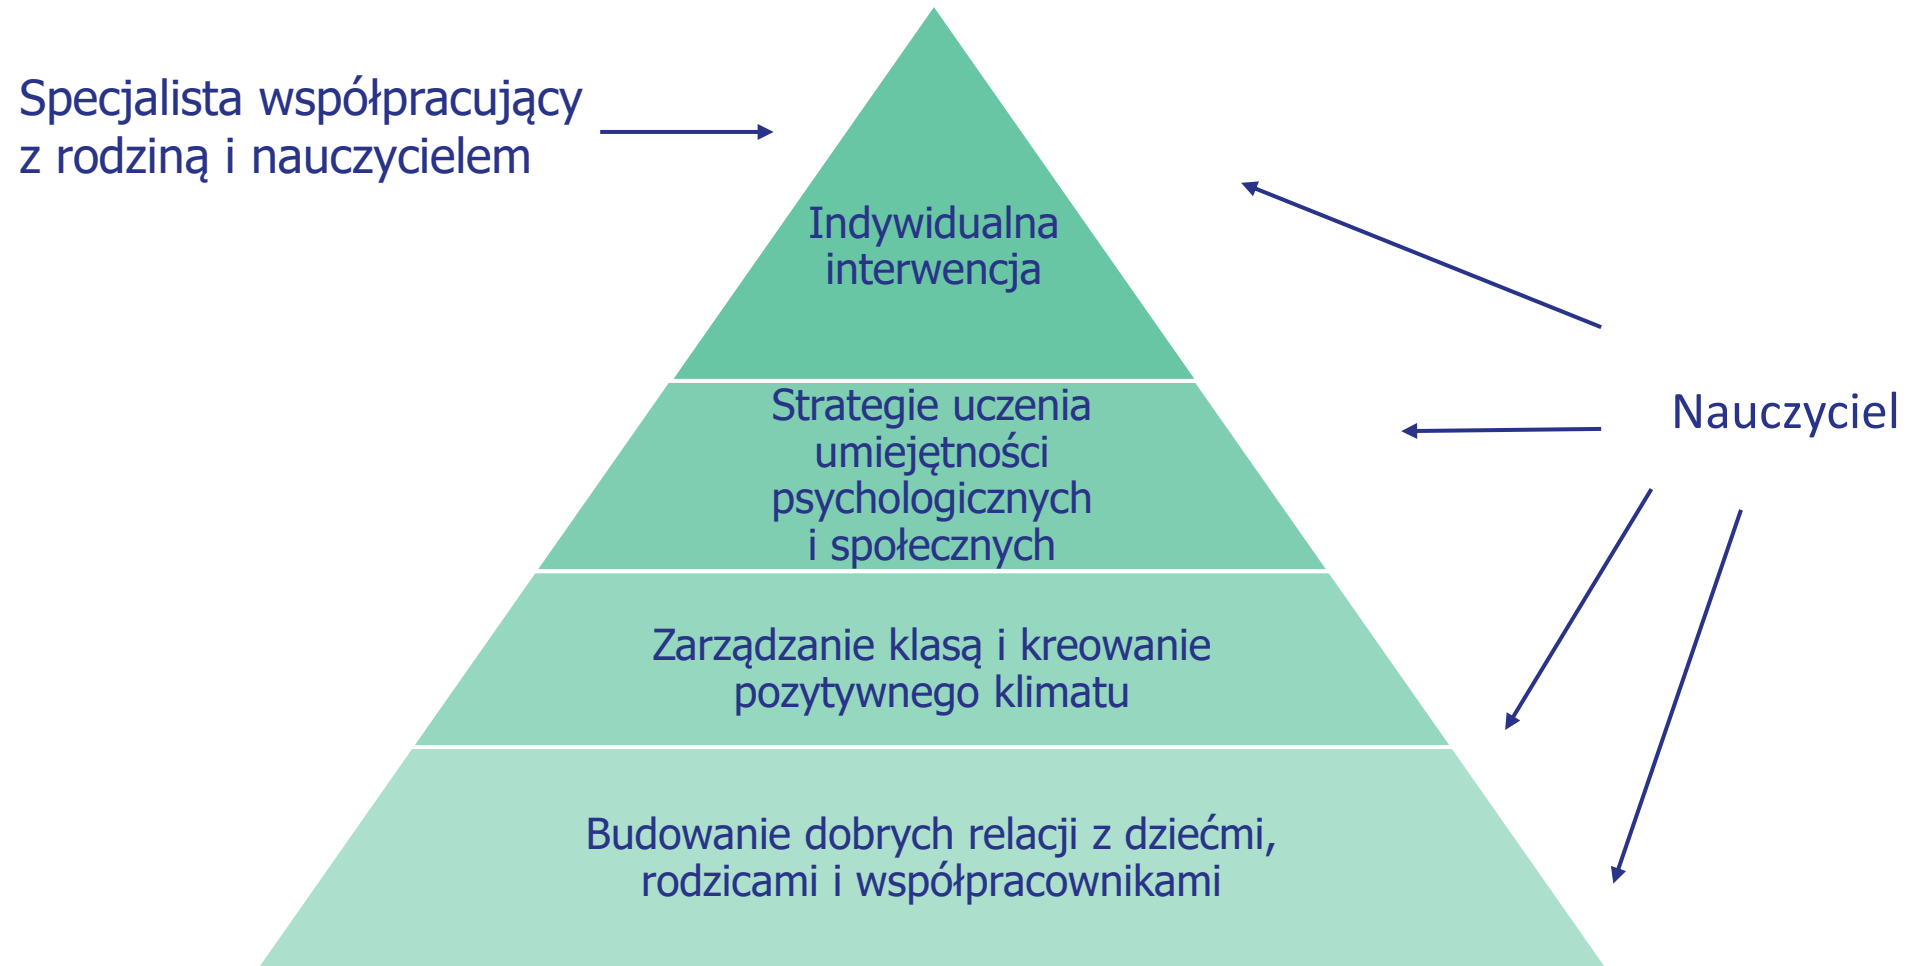 Specjalista współpracujący
z rodziną i nauczycielem
Indywidualna
interwencja
Strategie uczenia
umiejętności
psychologicznych
i społecznych
Nauczyciel
Zarządzanie klasą i kreowanie
pozytywnego klimatu
Budowanie dobrych relacji z dziećmi,
rodzicami i współpracownikami